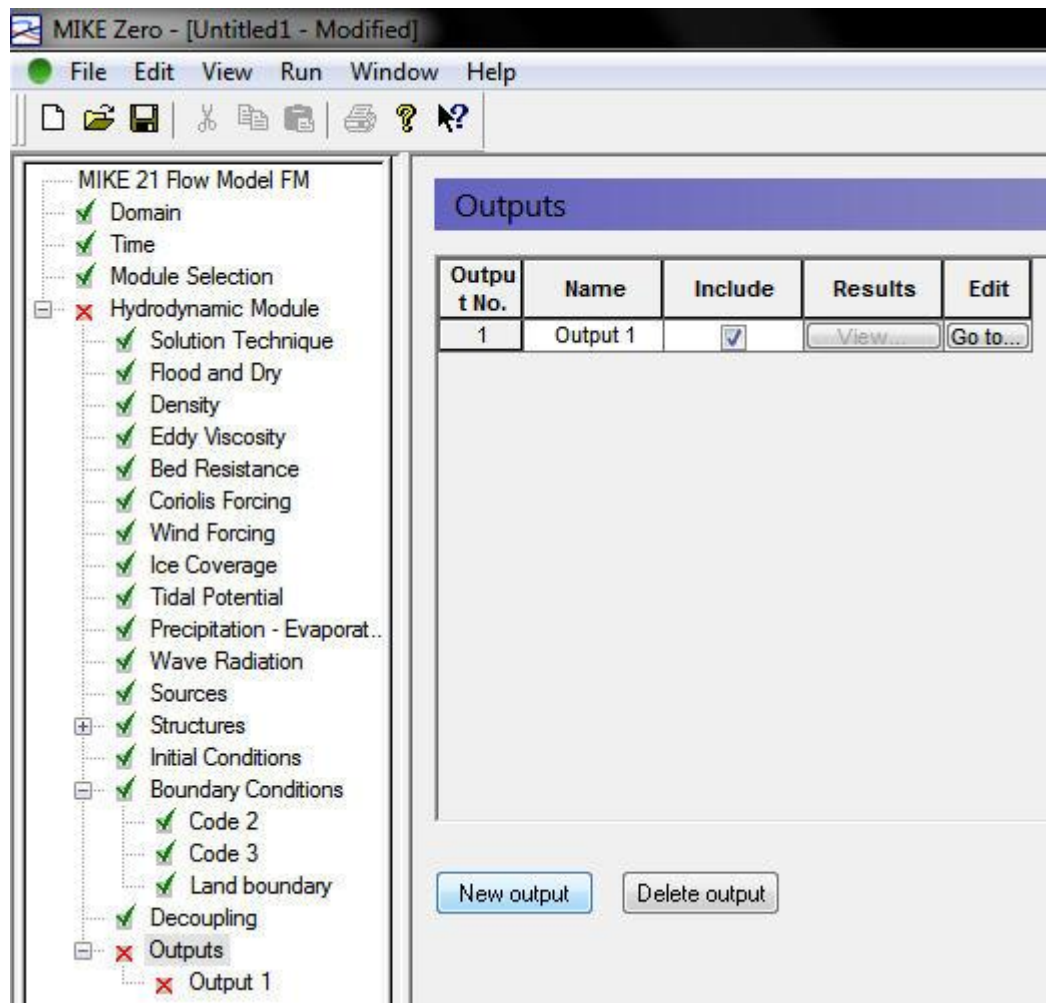 MIKE Zero - [Untitled1 - Modified]
File Edit View Run Window Help
MIKE 21 Flow Model FM
Domain
Time
Module Selection
Hydrodynamic Module
Solution Technique
Flood and Dry
Density
Eddy Viscosity
Bed Resistance
Coriolis Forcing
Wind Forcing
Ice Coverage
Tidal Potential
Precipitation - Evaporat..
Wave Radiation
Sources
Structures
Initial Conditions
Boundary Conditions
Code 2
Code 3
Land boundary
Decoupling
Outputs
Output 1
Outputs
Outpu
t No. Name Include Results Edit
1 Output 1 View... Go to...
New output Delete output